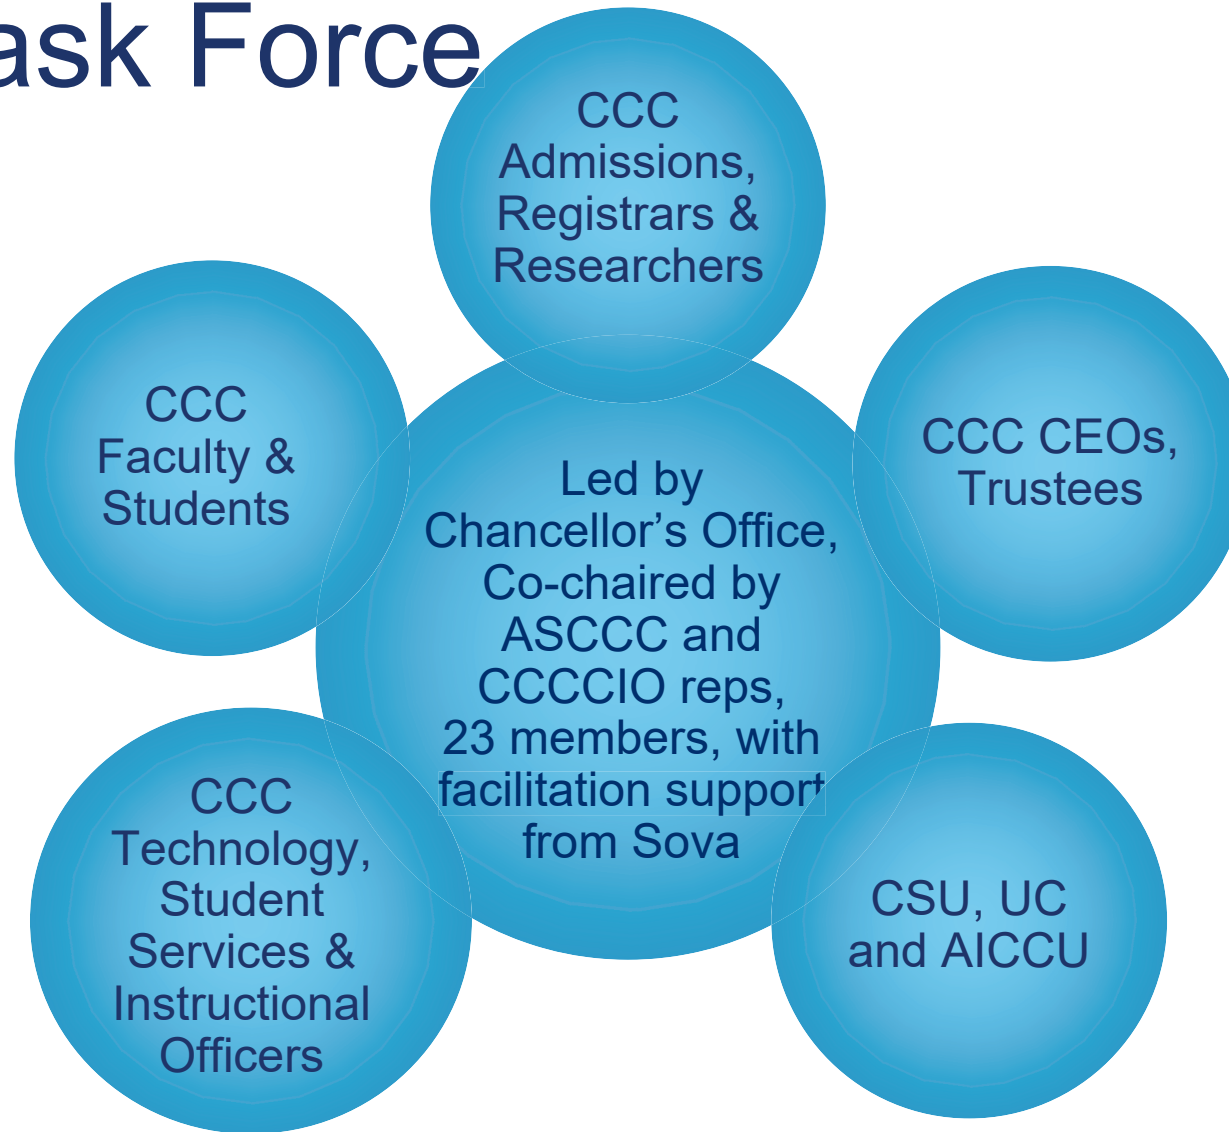 ask Force
CCC
Admissions,
Registrars &
Researchers
CCC
Faculty &
Students
CCC CEOs,
Trustees
Led by
Chancellor’s Office,
Co-chaired by
ASCCC and
CCCCIO reps,
23 members, with
facilitation support
from Sova
CCC
Technology,
Student
Services &
Instructional
Officers
CSU, UC
and AICCU